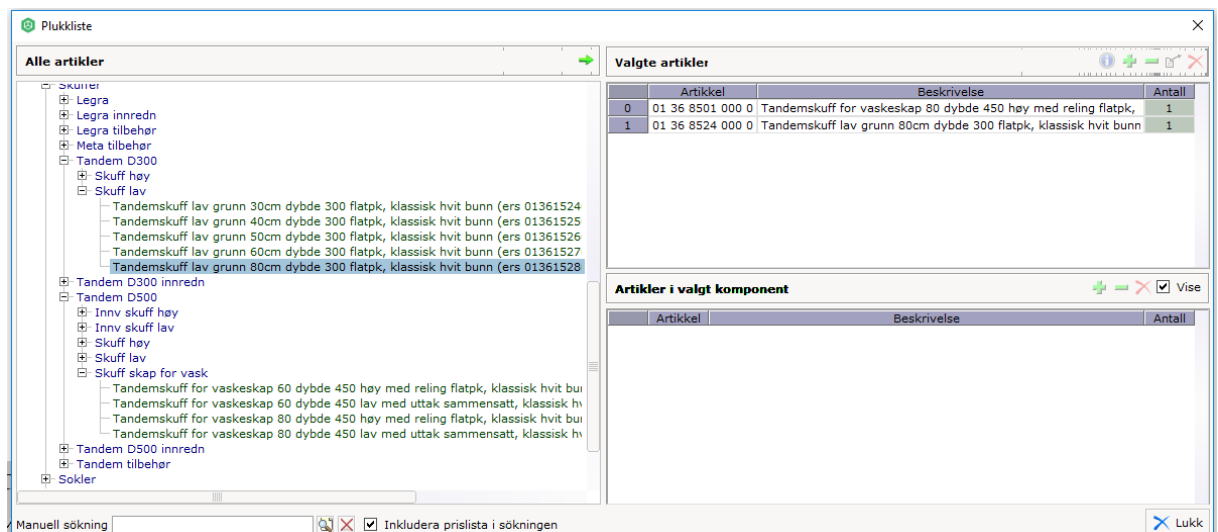 Plukkliste
Alle artikler
Skuffer
Legra
Legra innredn
Legra tilbehør
Meta tilbehør
Tandem D300
Skuff høy
Skuff lav
Tandemskuff lav grunn 30cm dybde 300 flatpk, klassisk hvit bunn (ers 01361524
Tandemskuff lav grunn 40cm dybde 300 flatpk, klassisk hvit bunn (ers 01361525
Tandemskuff lav grunn 50cm dybde 300 flatpk, klassisk hvit bunn (ers 01361526
Tandemskuff lav grunn 60cm dybde 300 flatpk, klassisk hvit bunn (ers 01361527
Tandemskuff lav grunn 80cm dybde 300 flatpk, klassisk hvit bunn (ers 01361528
Tandem D300 innredn
Tandem D500
Innv skuff høy
Innv skuff lav
Skuff høy
Skuff lav
Skuff skap for vask
Tandemskuff for vaskeskap 60 dybde 450 høy med reling flatpk, klassisk hvit bu
Tandemskuff for vaskeskap 60 dybde 450 lav med uttak sammensatt, klassisk h
Tandemskuff for vaskeskap 80 dybde 450 høy med reling flatpk, klassisk hvit bu
Tandemskuff for vaskeskap 80 dybde 450 lav med uttak sammensatt, klassisk h
Tandem D500 innredn
Tandem tilbehør
Sokler
Manuell sökning
Inkludera prislista i sökningen
Valgte artikler
Artikkel Beskrivelse Antall
0 01 36 8501 000 0 Tandemskuff for vaskeskap 80 dybde 450 høy med reling flatpk, 1
1 01 36 8524 000 0 Tandemskuff lav grunn 80cm dybde 300 flatpk, klassisk hvit bunn 1
Artikler i valgt komponent
Vise
Artikkel Beskrivelse Antall
Lukk